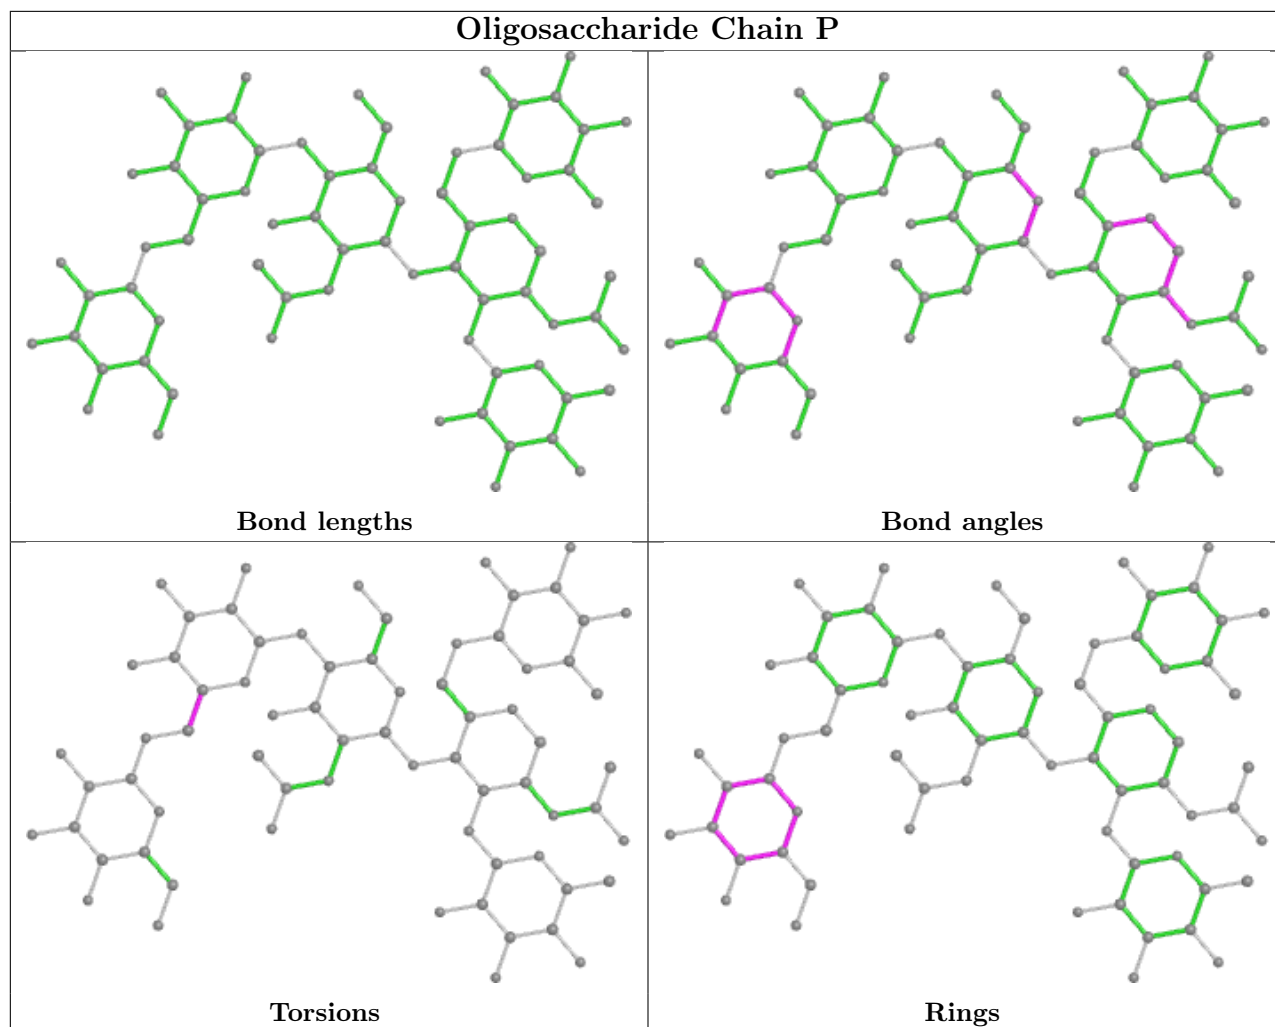 Oligosaccharide Chain P
Bond lengths
Bond angles
Torsions
Rings